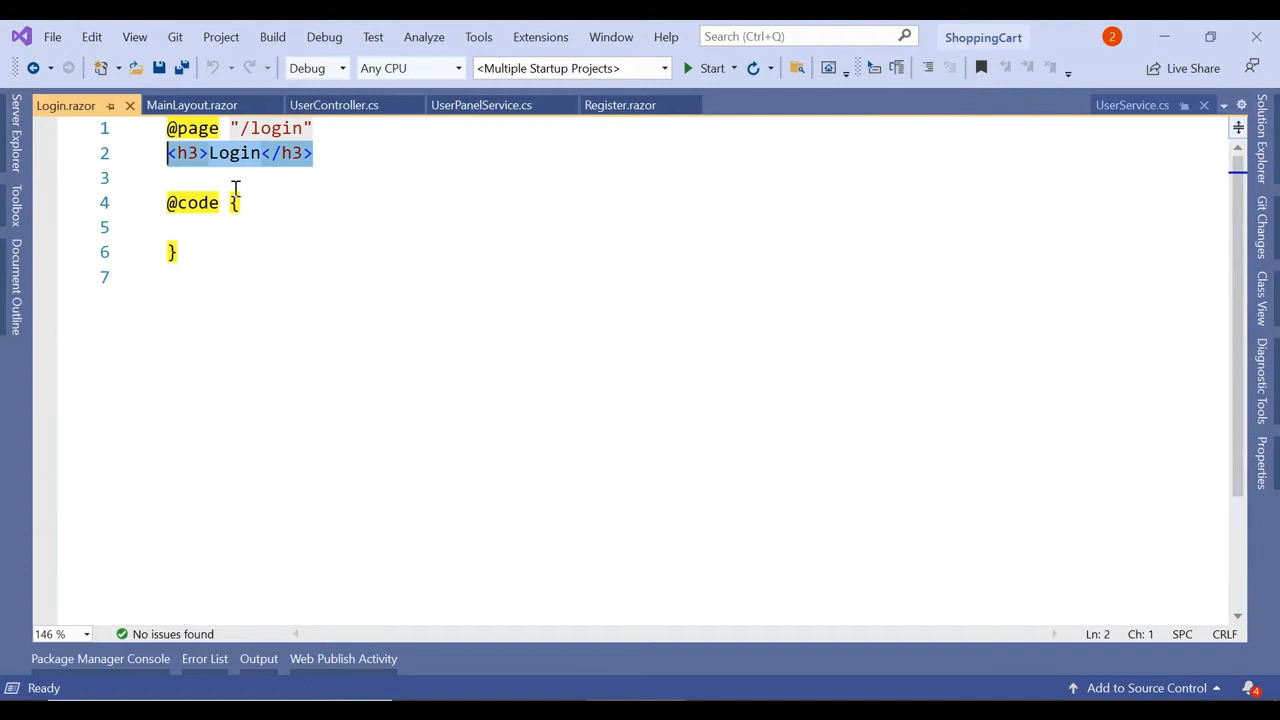 File Edit View Git Project Build Debug Test Analyze Tools Extensions Window Help Search (Ctrl+Q) ShoppingCart 2
Debug Any CPU <Multiple Startup Projects> Start Live Share
Login.razor MainLayout.razor UserController.cs UserPanelService.cs Register.razor UserService.cs
Server Explorer
Toolbox
Document Outline
1 @page "/login"
2 <h3>Login</h3>
3
4 @code {
5
6 }
7
Solution Explorer
Git Changes
Class View
Diagnostic Tools
Properties
146 % No issues found Ln: 2 Ch: 1 SPC CRLF
Package Manager Console Error List Output Web Publish Activity
Ready Add to Source Control 4